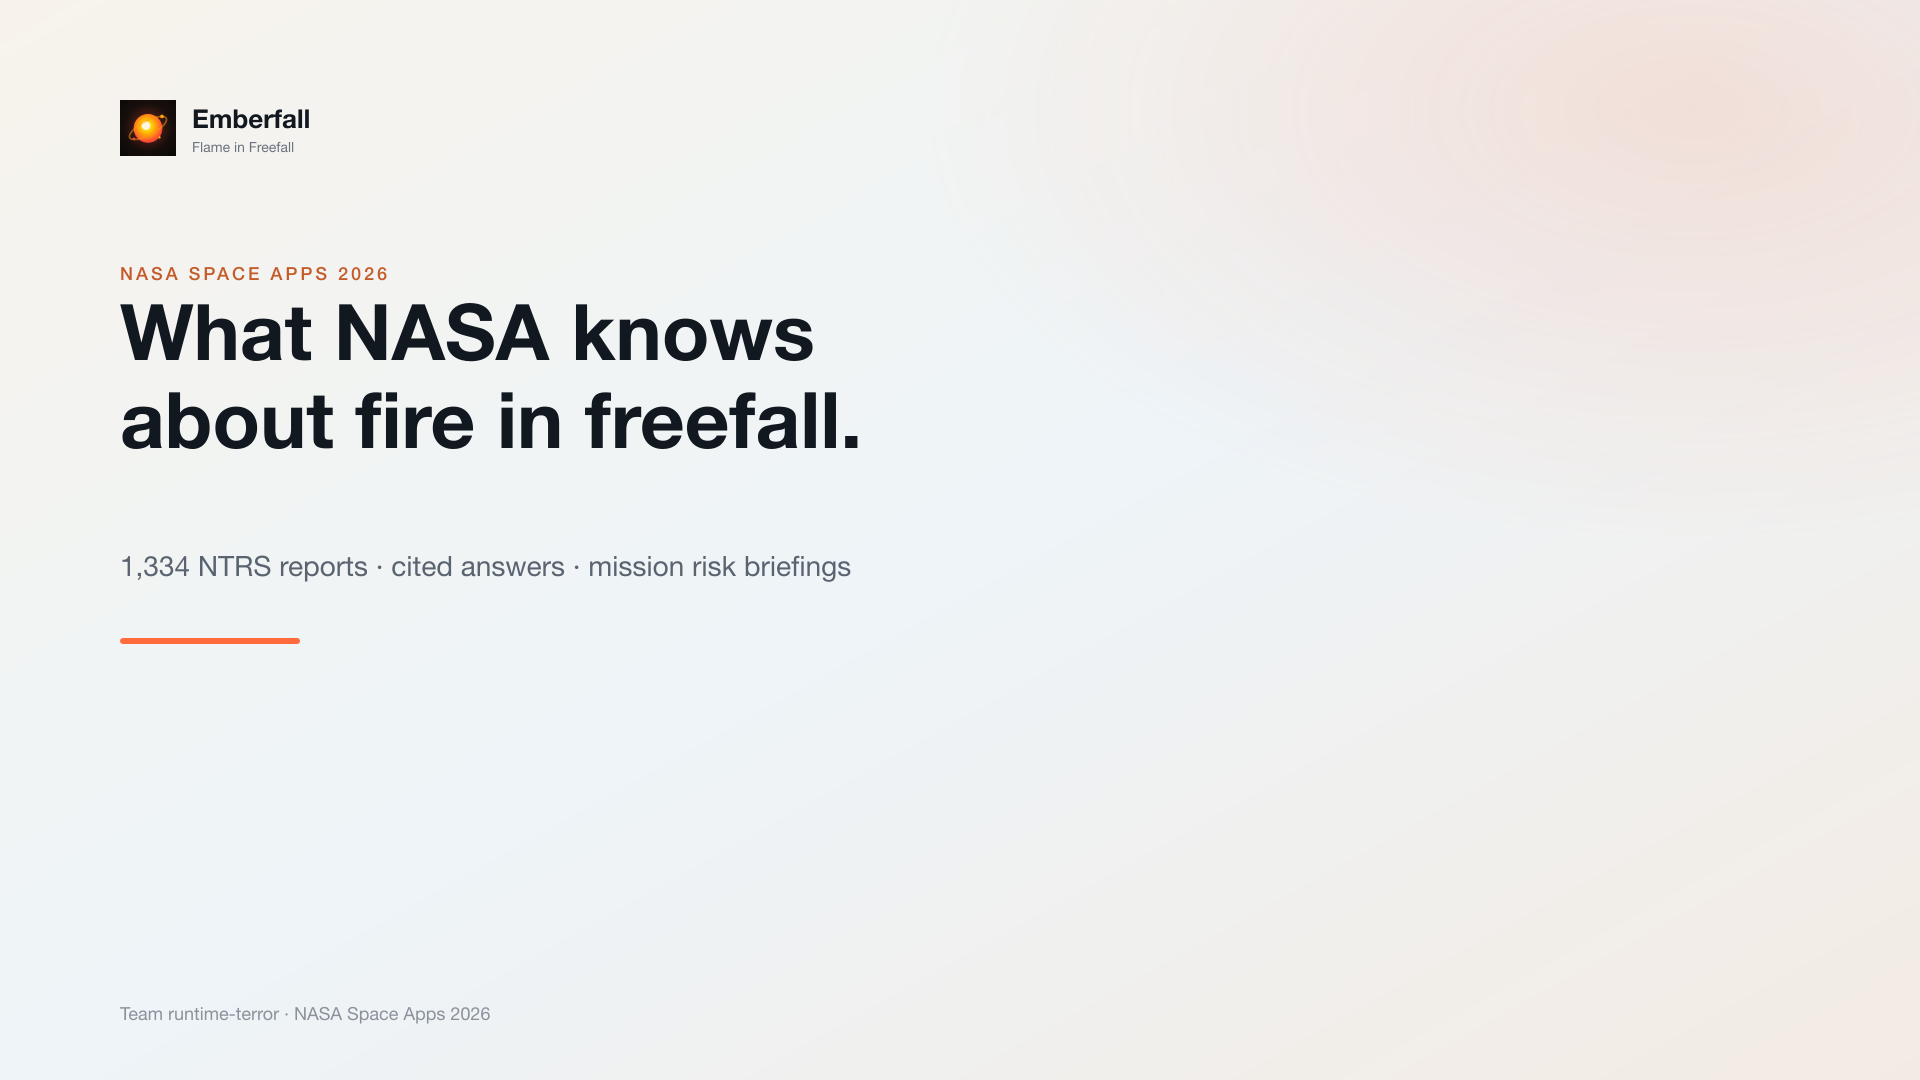 Emberfall
Flame in Freefall
NASA SPACE APPS 2026
What NASA knows
about fire in freefall.
1,334 NTRS reports · cited answers · mission risk briefings
Team runtime-terror · NASA Space Apps 2026